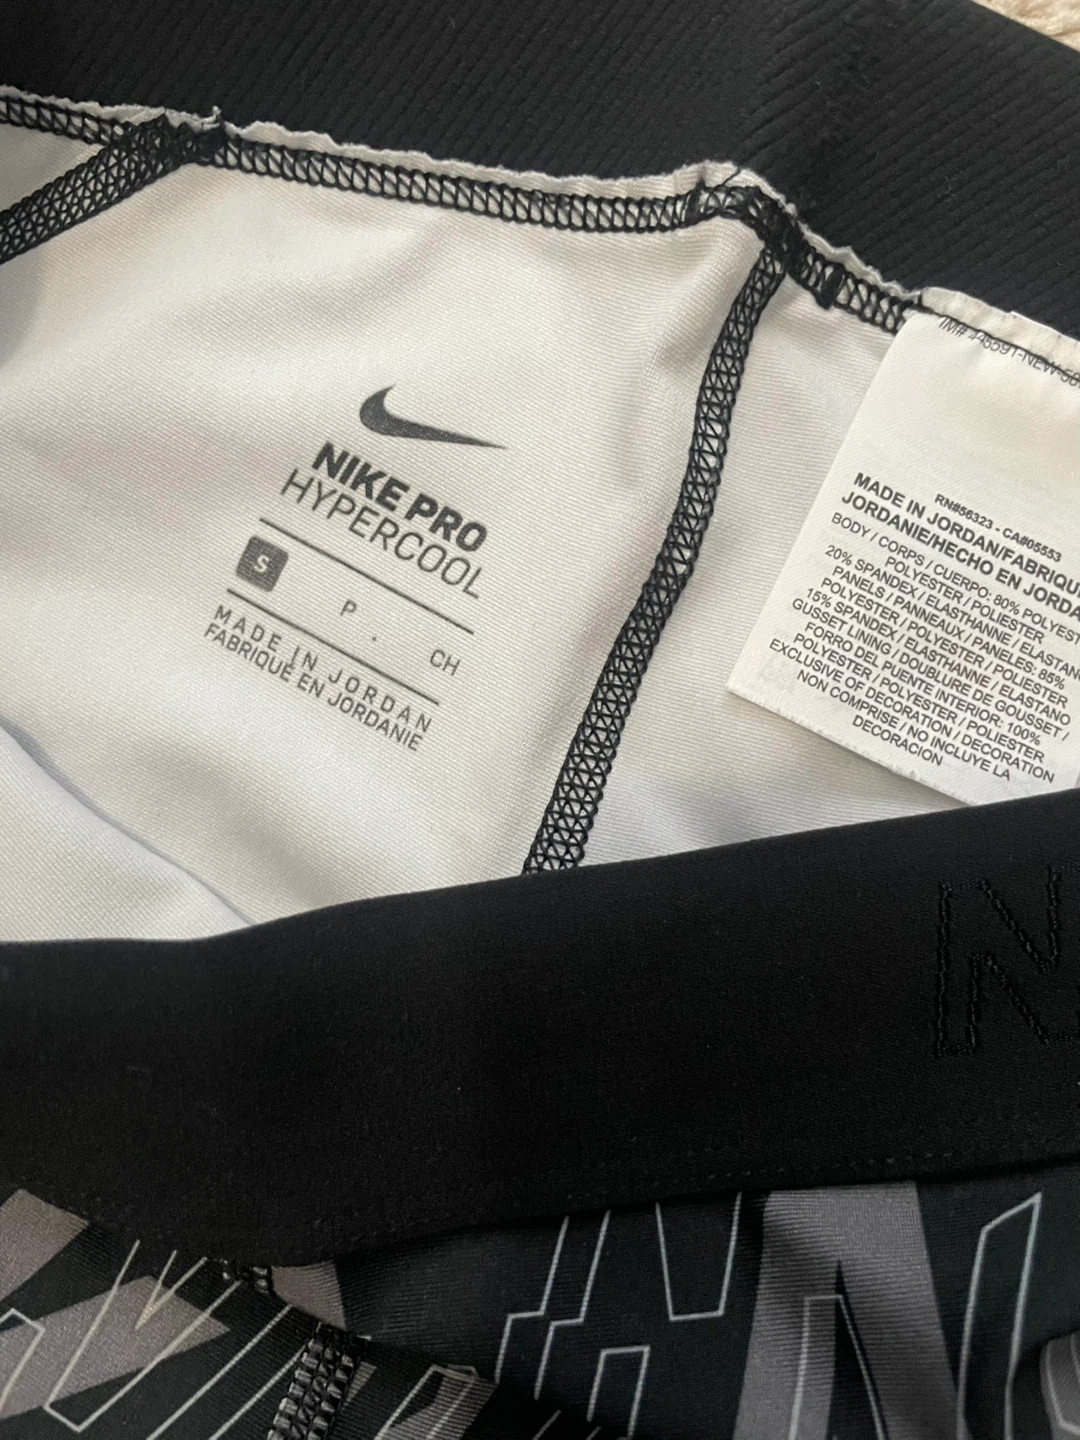 NIKE PRO
HYPERCOOL
S P CH
MADE IN JORDAN
FABRIQUÉ EN JORDANIE
RN#56323 - CA#05553
MADE IN JORDAN/FABRIQUÉ
JORDANIE/HECHO EN
BODY / CORPS / CUERPO: 80%
POLYESTER / POLIESTER
20% SPANDEX / ELASTHANNE /
PANELS / PANNEAUX / PANELES: 85%
POLYESTER / POLYESTER / POLIESTER
15% SPANDEX / ELASTHANNE / ELASTANO
GUSSET LINING / DOUBLURE DE GOUSSET /
FORRO DEL PUENTE INTERIOR: 100%
POLYESTER / POLYESTER / POLIESTER
EXCLUSIVE OF DECORATION / DECORATION
NON COMPRISE / NO INCLUYE LA
DECORACION